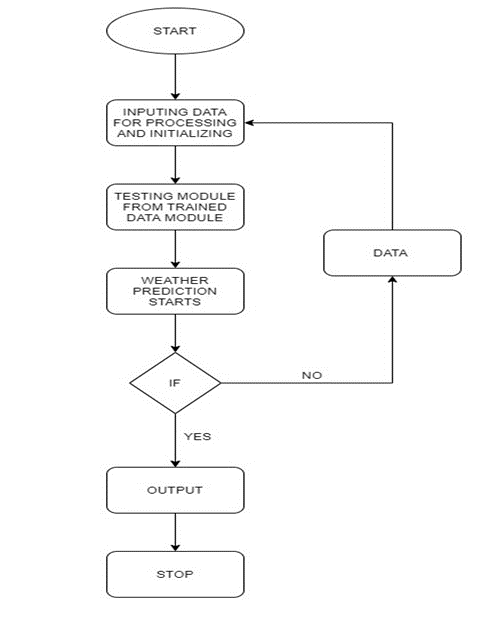 START
INPUTING DATA
FOR PROCESSING
AND INITIALIZING
TESTING MODULE
FROM TRAINED
DATA MODULE
DATA
WEATHER
PREDICTION
STARTS
IF
NO
YES
OUTPUT
STOP